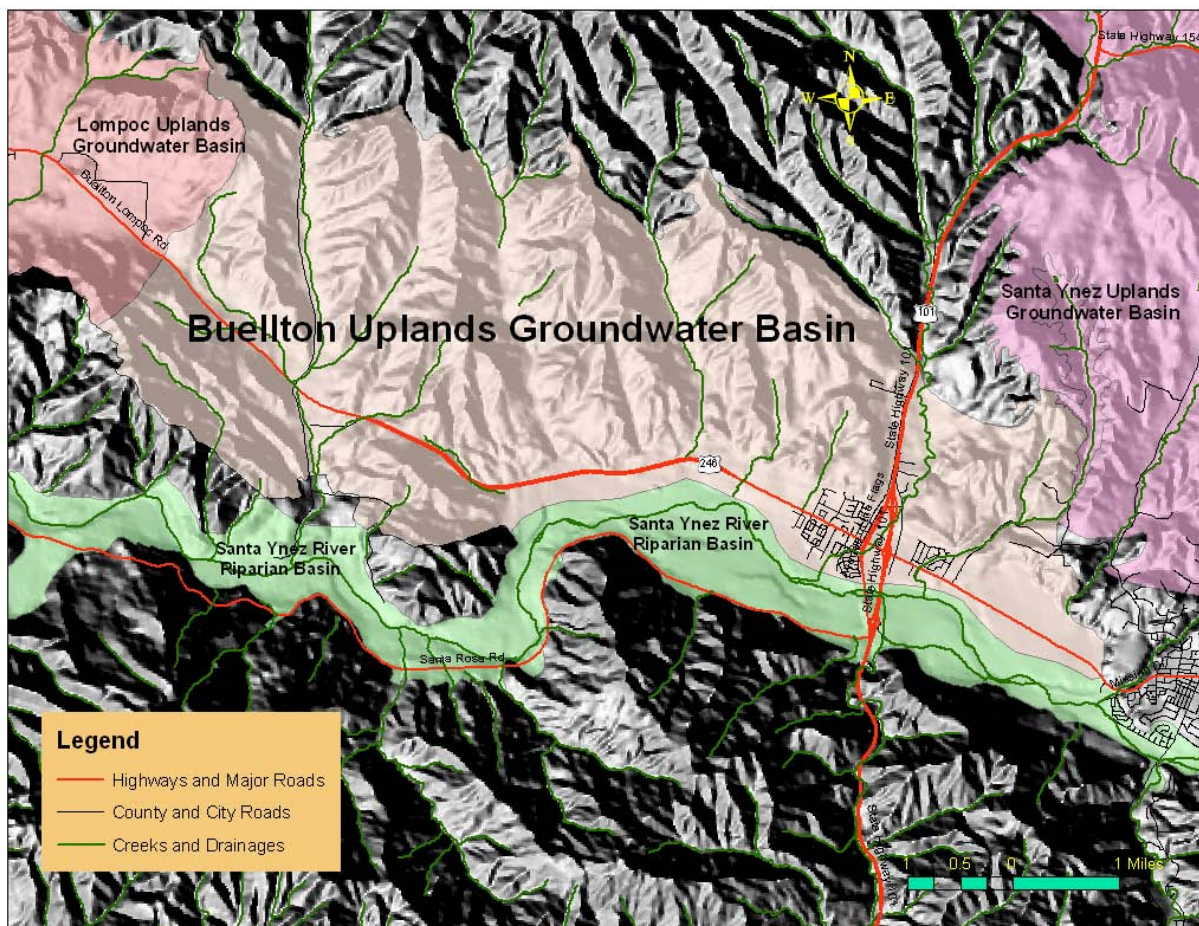 State Highway 154
N
W E
Lompoc Uplands
Groundwater Basin
Buellton Lompoc Rd
Santa Ynez Uplands
Groundwater Basin
101
Buellton Uplands Groundwater Basin
State Highway 101
246
Santa Ynez River
Riparian Basin
Santa Ynez River
Riparian Basin
Flags
State Highway 101
Santa Rosa Rd
Legend
Highways and Major Roads
County and City Roads
Creeks and Drainages
State Highway
1 0.5 0 1 Miles